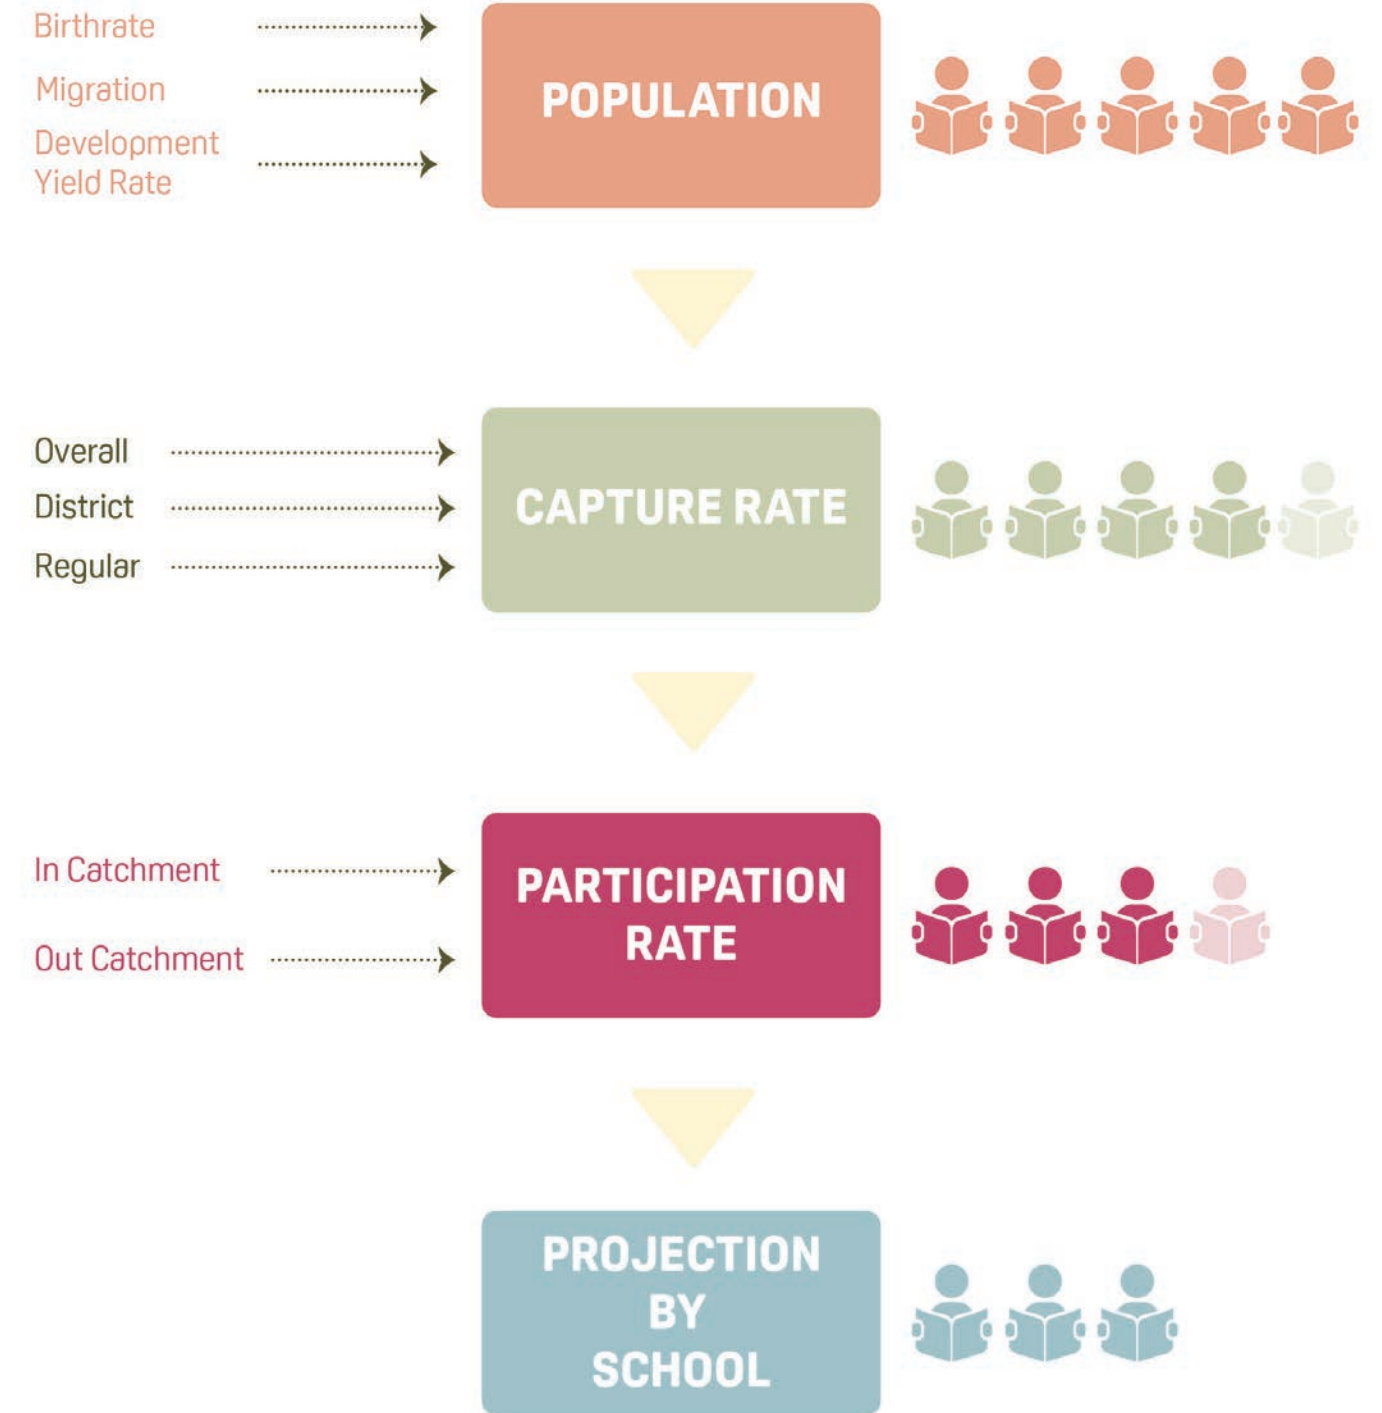 Birthrate
Migration
Development
Yield Rate
POPULATION
Overall
District
Regular
CAPTURE RATE
In Catchment
Out Catchment
PARTICIPATION
RATE
PROJECTION
BY
SCHOOL